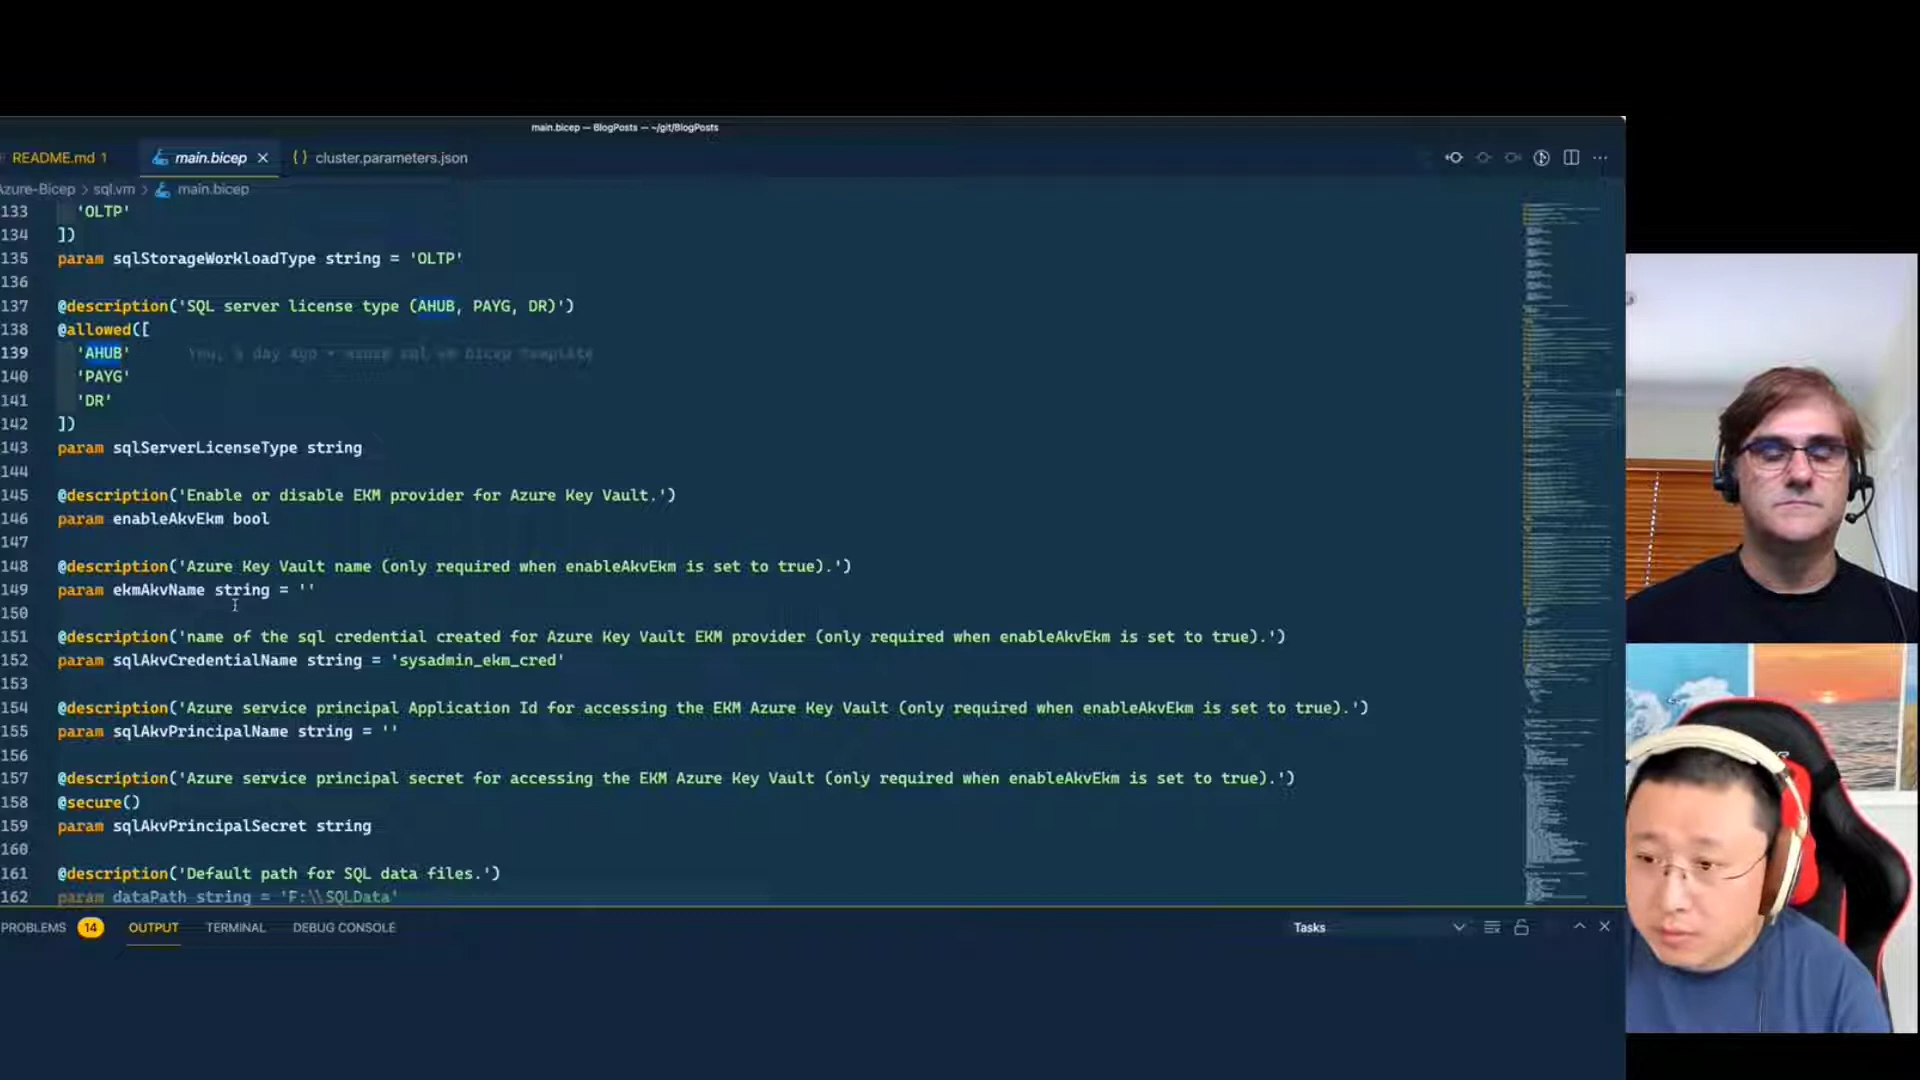 main.bicep — BlogPosts — ~/git/BlogPosts
README.md 1
main.bicep
{ } cluster.parameters.json
Azure-Bicep > sql.vm > main.bicep
133 'OLTP'
134 ])
135 param sqlStorageWorkloadType string = 'OLTP'
136
137 @description('SQL server license type (AHUB, PAYG, DR)')
138 @allowed([
139 'AHUB' You, a day ago • azure sql vm bicep template
140 'PAYG'
141 'DR'
142 ])
143 param sqlServerLicenseType string
144
145 @description('Enable or disable EKM provider for Azure Key Vault.')
146 param enableAkvEkm bool
147
148 @description('Azure Key Vault name (only required when enableAkvEkm is set to true).')
149 param ekmAkvName string = ''
150
151 @description('name of the sql credential created for Azure Key Vault EKM provider (only required when enableAkvEkm is set to true).')
152 param sqlAkvCredentialName string = 'sysadmin_ekm_cred'
153
154 @description('Azure service principal Application Id for accessing the EKM Azure Key Vault (only required when enableAkvEkm is set to true).')
155 param sqlAkvPrincipalName string = ''
156
157 @description('Azure service principal secret for accessing the EKM Azure Key Vault (only required when enableAkvEkm is set to true).')
158 @secure()
159 param sqlAkvPrincipalSecret string
160
161 @description('Default path for SQL data files.')
162 param dataPath string = 'F:\\SQLData'
PROBLEMS 14 OUTPUT TERMINAL DEBUG CONSOLE Tasks